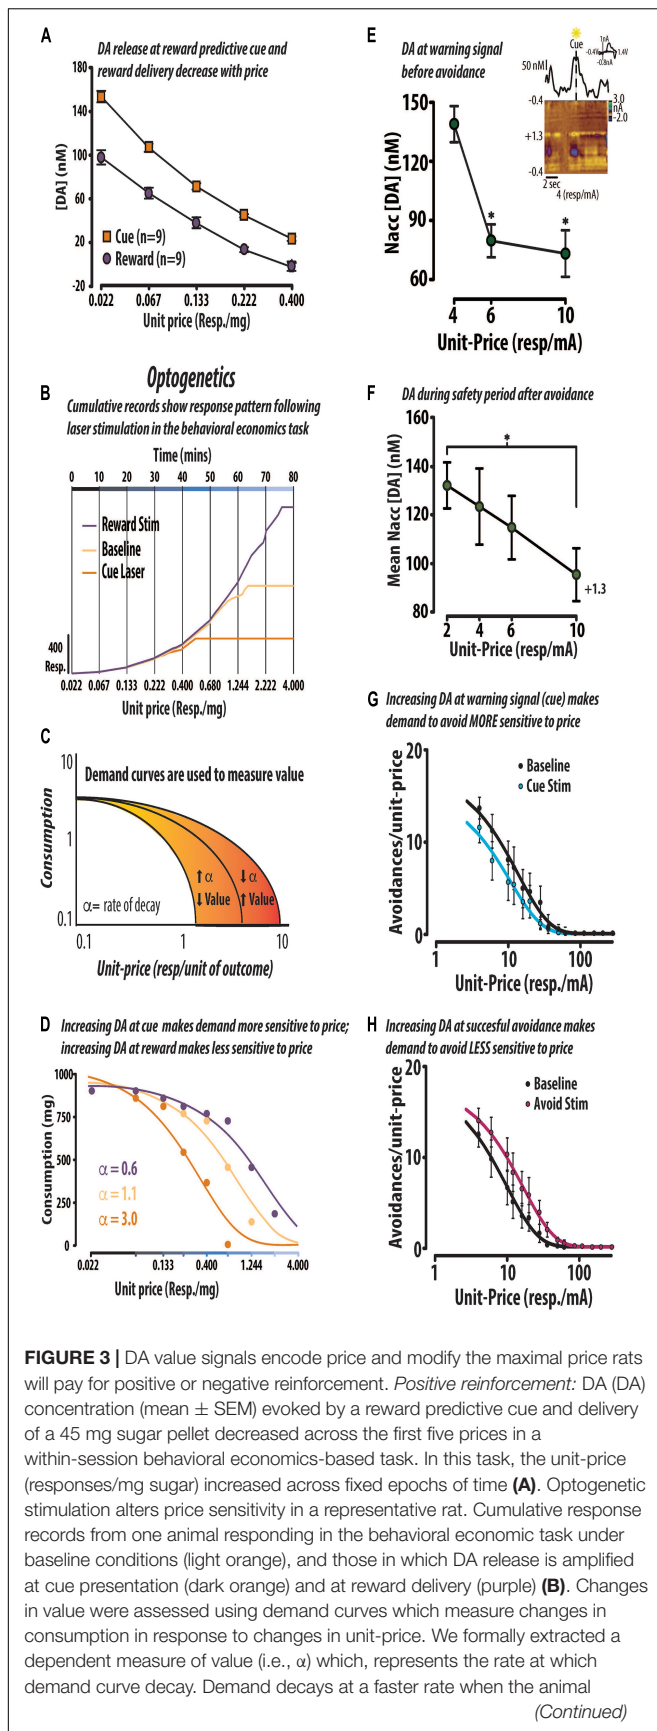 A
DA release at reward predictive cue and
reward delivery decrease with price
180
140
100
60
20
-20
[DA] (nM)
Cue (n=9)
Reward (n=9)
0.022 0.067 0.133 0.222 0.400
Unit price (Resp./mg)
Optogenetics
B
Cumulative records show response pattern following
laser stimulation in the behavioral economics task
Time (mins)
0 10 20 30 40 50 60 70 80
Reward Stim
Baseline
Cue Laser
400
Resp.
0.022 0.067 0.133 0.222 0.400 0.680 1.244 2.222 4.000
Unit price (Resp./mg)
C
10
1
0.1
Consumption
Demand curves are used to measure value
↑ α
↓ Value
↓ α
↑ Value
α= rate of decay
0.1 1 10
Unit-price (resp/unit of outcome)
D
Increasing DA at cue makes demand more sensitive to price;
increasing DA at reward makes less sensitive to price
1000
750
500
250
0
Consumption (mg)
α = 0.6
α = 1.1
α = 3.0
0.022 0.133 0.400 1.244 4.000
Unit price (Resp./mg)
E
DA at warning signal
before avoidance
Cue
1nA
-0.4V 1.4V
-0.8nA
50 nM
-0.4
+1.3
-0.4
3.0
nA
-2.0
2 sec
4 (resp/mA)
150
120
90
60
Nacc [DA] (nM)
* *
4 6 10
Unit-Price (resp/mA)
F
DA during safety period after avoidance
160
140
120
100
80
Mean Nacc [DA] (nM)
*
+1.3
2 4 6 10
Unit-Price (resp/mA)
G
Increasing DA at warning signal (cue) makes
demand to avoid MORE sensitive to price
20
10
0
Avoidances/unit-price
Baseline
Cue Stim
1 10 100
Unit-Price (resp./mA)
H
Increasing DA at succesful avoidance makes
demand to avoid LESS sensitive to price
20
10
0
Avoidances/unit-price
Baseline
Avoid Stim
1 10 100
Unit-Price (resp./mA)
FIGURE 3 | DA value signals encode price and modify the maximal price rats
will pay for positive or negative reinforcement. Positive reinforcement: DA (DA)
concentration (mean ± SEM) evoked by a reward predictive cue and delivery
of a 45 mg sugar pellet decreased across the first five prices in a
within-session behavioral economics-based task. In this task, the unit-price
(responses/mg sugar) increased across fixed epochs of time (A). Optogenetic
stimulation alters price sensitivity in a representative rat. Cumulative response
records from one animal responding in the behavioral economic task under
baseline conditions (light orange), and those in which DA release is amplified
at cue presentation (dark orange) and at reward delivery (purple) (B). Changes
in value were assessed using demand curves which measure changes in
consumption in response to changes in unit-price. We formally extracted a
dependent measure of value (i.e., α) which, represents the rate at which
demand curve decay. Demand decays at a faster rate when the animal
(Continued)